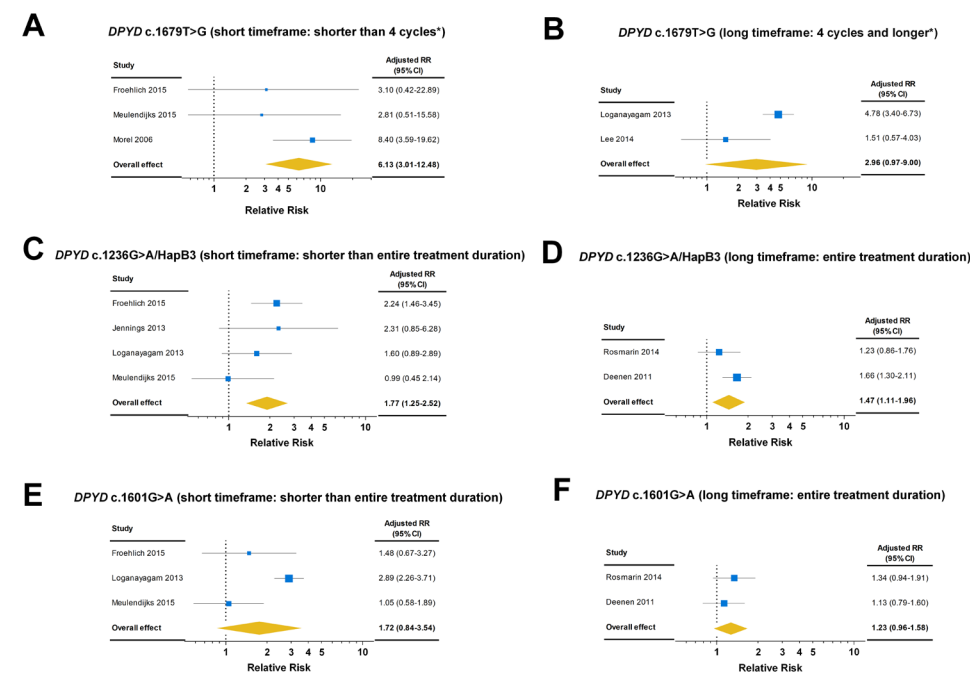 A
DPYD c.1679T>G (short timeframe: shorter than 4 cycles*)
Study
Adjusted RR
(95%CI)
Froehlich 2015 3.10 (0.42-22.89)
Meulendijks 2015 2.81 (0.51-15.58)
Morel 2006 8.40 (3.59-19.62)
Overall effect 6.13 (3.01-12.48)
1 2 3 4 5 10
Relative Risk
B
DPYD c.1679T>G (long timeframe: 4 cycles and longer*)
Study
Adjusted RR
(95%CI)
Loganayagam 2013 4.78 (3.40-6.73)
Lee 2014 1.51 (0.57-4.03)
Overall effect 2.96 (0.97-9.00)
1 2 3 4 5 10
Relative Risk
C
DPYD c.1236G>A/HapB3 (short timeframe: shorter than entire treatment duration)
Study
Adjusted RR
(95%CI)
Froehlich 2015 2.24 (1.46-3.45)
Jennings 2013 2.31 (0.85-6.28)
Loganayagam 2013 1.60 (0.89-2.89)
Meulendijks 2015 0.99 (0.45 2.14)
Overall effect 1.77 (1.25-2.52)
1 2 3 4 5 10
Relative Risk
D
DPYD c.1236G>A/HapB3 (long timeframe: entire treatment duration)
Study
Adjusted RR
(95%CI)
Rosmarin 2014 1.23 (0.86-1.76)
Deenen 2011 1.66 (1.30-2.11)
Overall effect 1.47 (1.11-1.96)
1 2 3 4 5 10
Relative Risk
E
DPYD c.1601G>A (short timeframe: shorter than entire treatment duration)
Study
Adjusted RR
(95%CI)
Froehlich 2015 1.48 (0.67-3.27)
Loganayagam 2013 2.89 (2.26-3.71)
Meulendijks 2015 1.05 (0.58-1.89)
Overall effect 1.72 (0.84-3.54)
1 2 3 4 5 10
Relative Risk
F
DPYD c.1601G>A (long timeframe: entire treatment duration)
Study
Adjusted RR
(95%CI)
Rosmarin 2014 1.34 (0.94-1.91)
Deenen 2011 1.13 (0.79-1.60)
Overall effect 1.23 (0.96-1.58)
1 2 3 4 5 10
Relative Risk